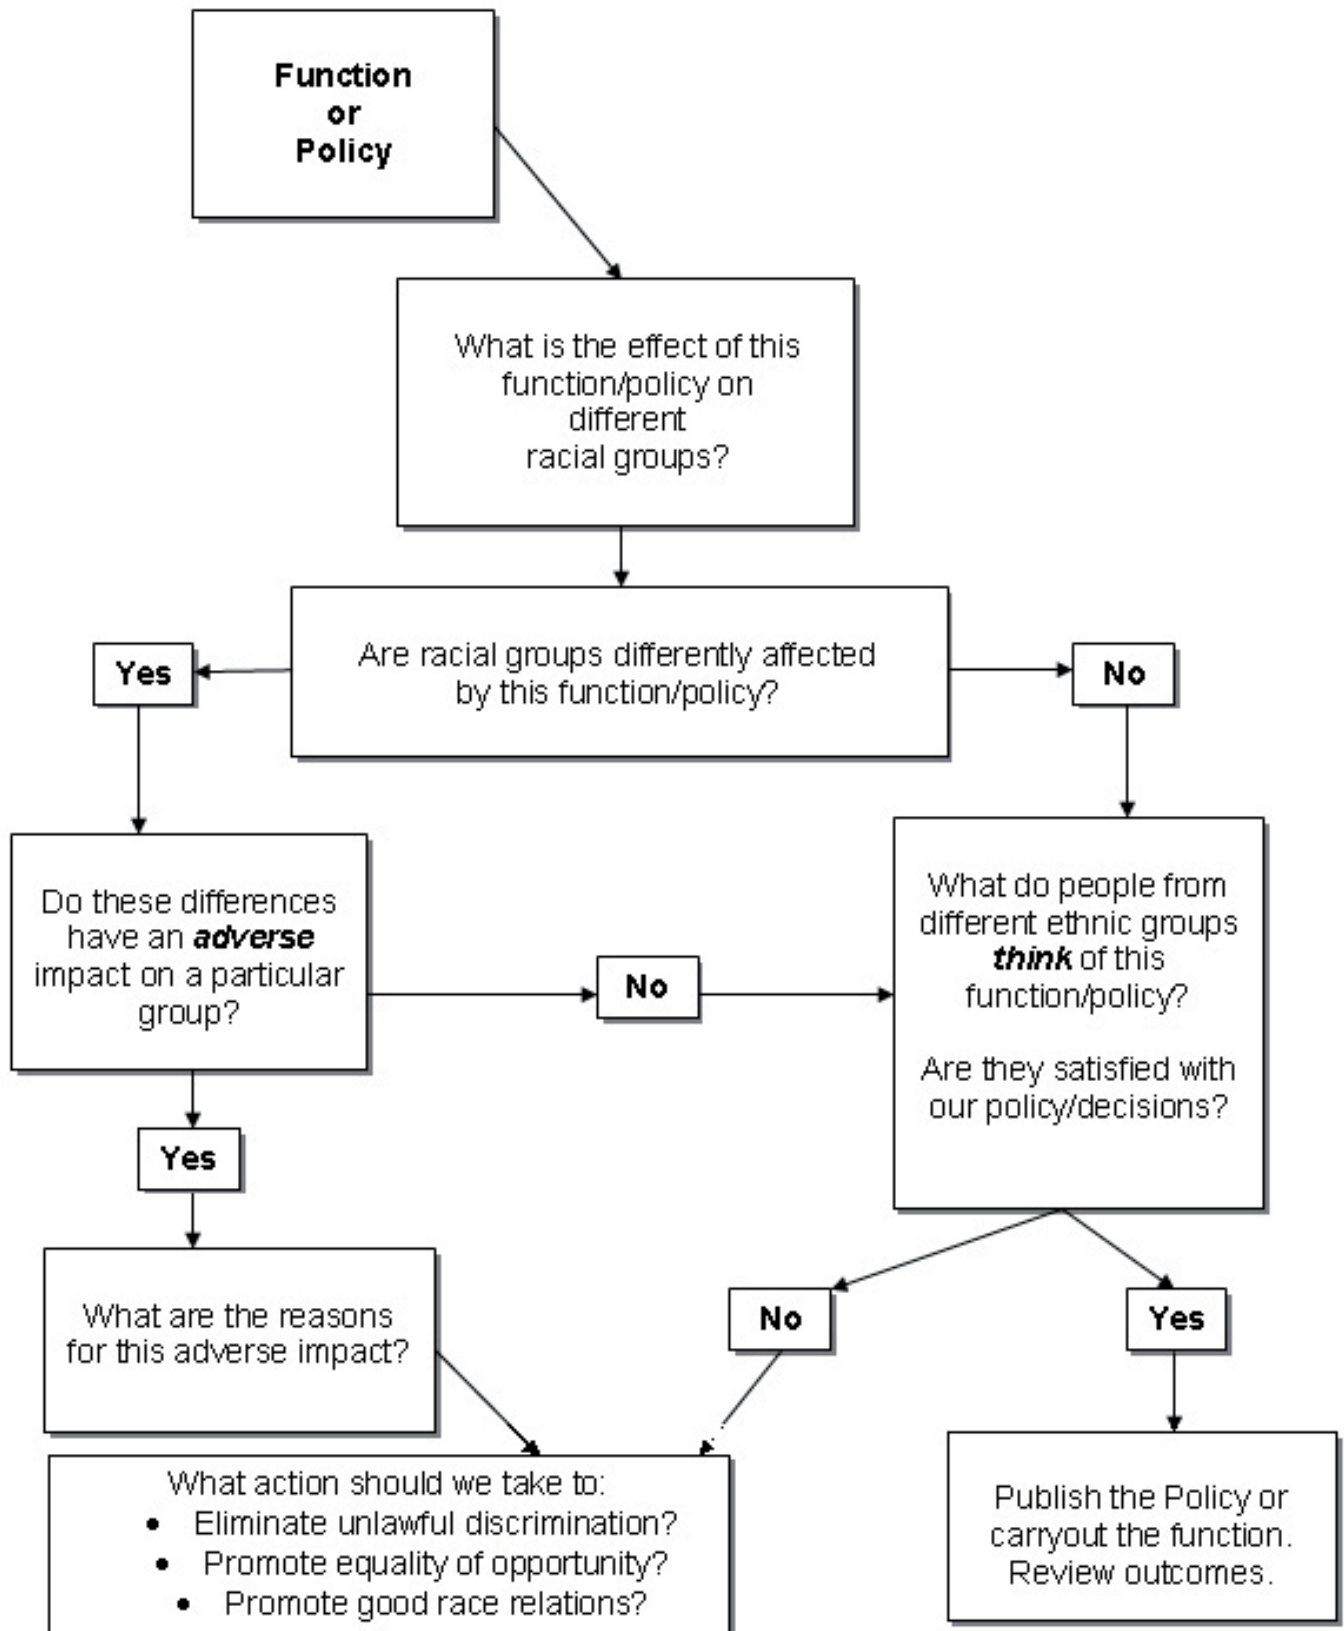 Function
or
Policy
What is the effect of this
function/policy on
different
racial groups?
Are racial groups differently affected
by this function/policy?
Yes
No
Do these differences
have an adverse
impact on a particular
group?
No
What do people from
different ethnic groups
think of this
function/policy?
Are they satisfied with
our policy/decisions?
Yes
What are the reasons
for this adverse impact?
No
Yes
What action should we take to:
• Eliminate unlawful discrimination?
• Promote equality of opportunity?
• Promote good race relations?
Publish the Policy or
carryout the function.
Review outcomes.